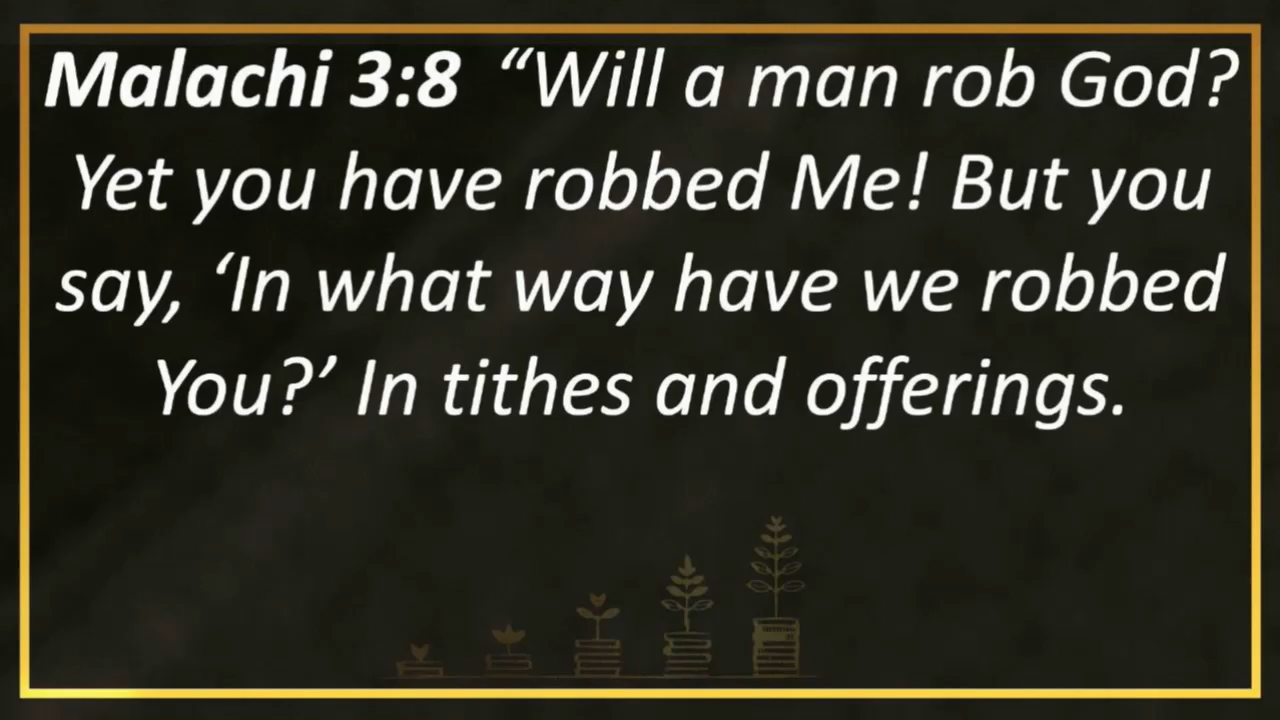 Malachi 3:8 “Will a man rob God?
Yet you have robbed Me! But you
say, ‘In what way have we robbed
You?’ In tithes and offerings.